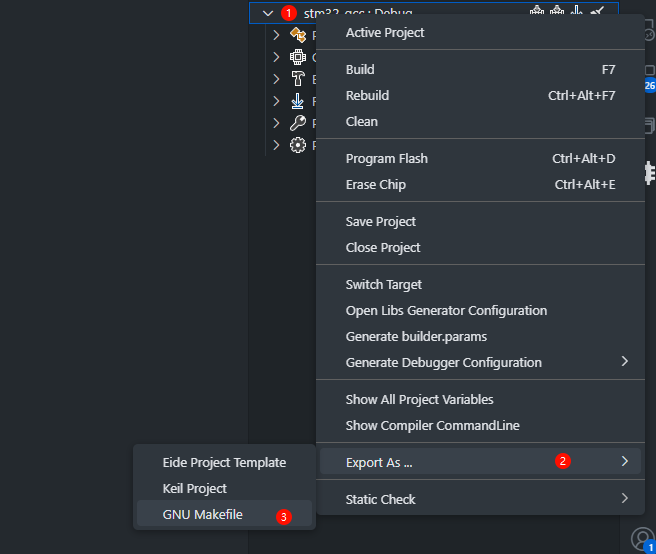 1 stm32_gcc : Debug
Active Project
Build F7
Rebuild Ctrl+Alt+F7
Clean
Program Flash Ctrl+Alt+D
Erase Chip Ctrl+Alt+E
Save Project
Close Project
Switch Target
Open Libs Generator Configuration
Generate builder.params
Generate Debugger Configuration
Show All Project Variables
Show Compiler CommandLine
Export As ... 2
Static Check
Eide Project Template
Keil Project
GNU Makefile 3
26
1